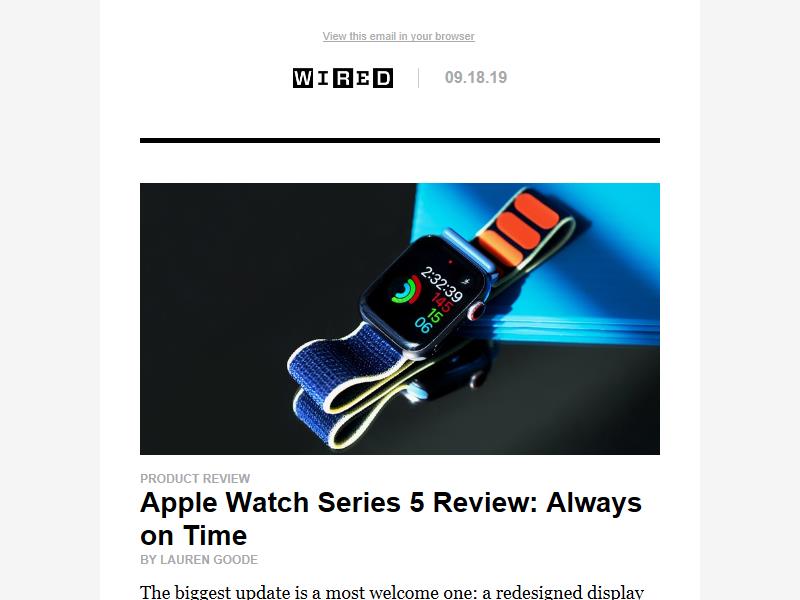 View this email in your browser
WIRED
09.18.19
2:32:39
145
15
06
PRODUCT REVIEW
Apple Watch Series 5 Review: Always
on Time
BY LAUREN GOODE
The biggest update is a most welcome one: a redesigned display